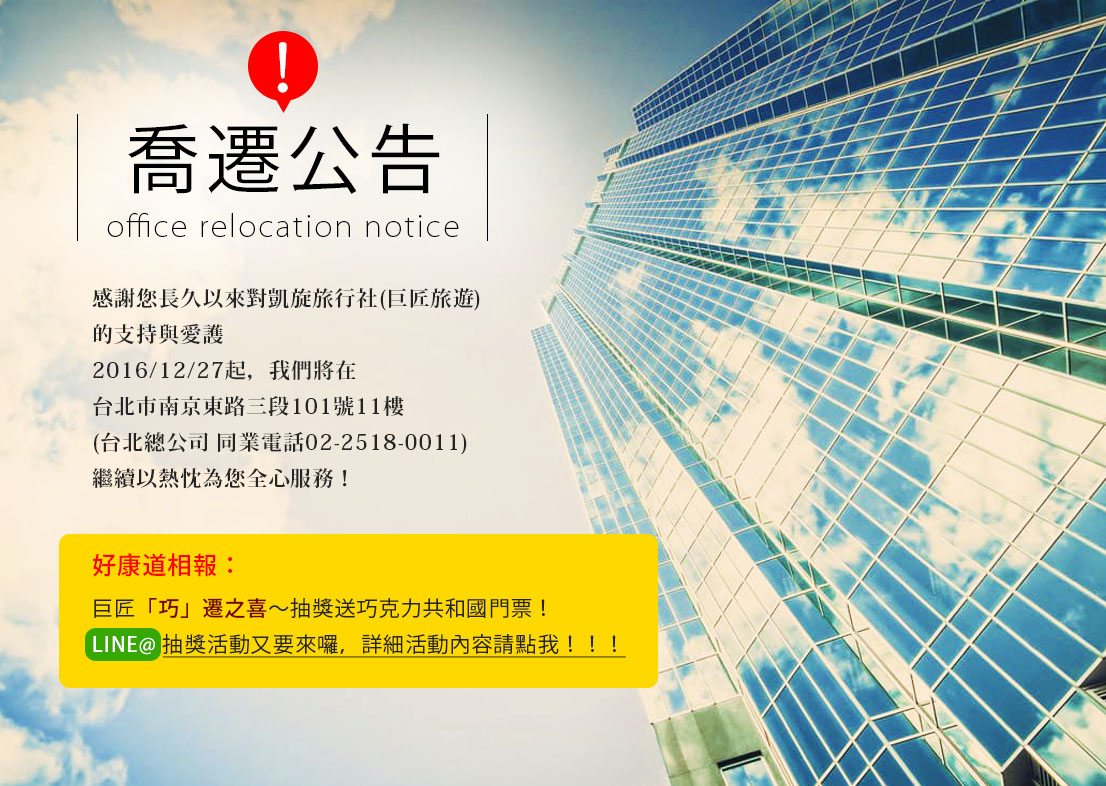 !
喬遷公告
office relocation notice
感謝您長久以來對凱旋旅行社(巨匠旅遊)
的支持與愛護
2016/12/27起，我們將在
台北市南京東路三段101號11樓
(台北總公司 同業電話02-2518-0011)
繼續以熱忱為您全心服務！
好康道相報：
巨匠「巧」遷之喜～抽獎送巧克力共和國門票！
LINE@抽獎活動又要來囉，詳細活動內容請點我！！！